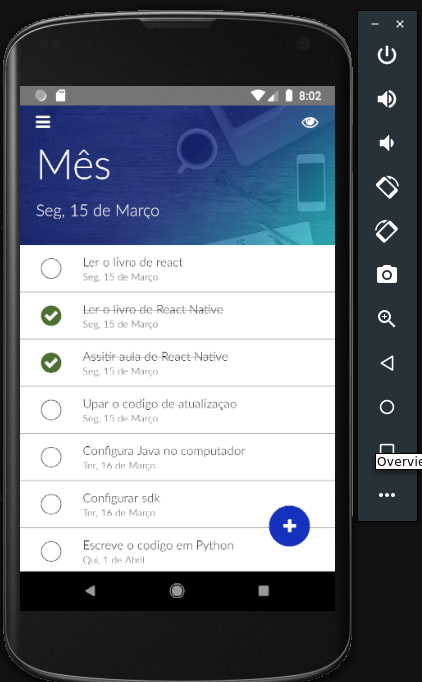 8:02
Mês
Seg, 15 de Março
Ler o livro de react
Seg, 15 de Março
Ler o livro de React Native
Seg, 15 de Março
Assitir aula de React Native
Seg, 15 de Março
Upar o codigo de atualizaçao
Seg, 15 de Março
Configura Java no computador
Ter, 16 de Março
Configurar sdk
Ter, 16 de Março
Escreve o codigo em Python
Qui, 1 de Abril
Overvie